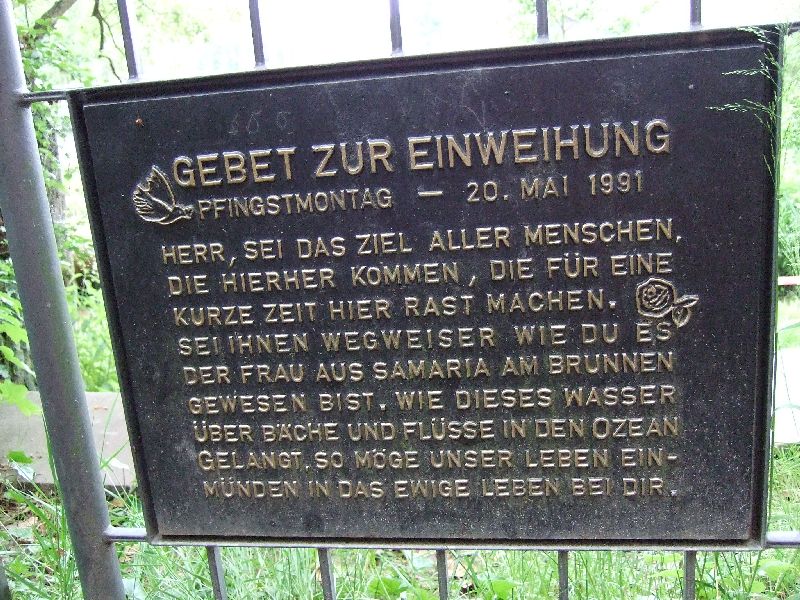 GEBET ZUR EINWEIHUNG
PFINGSTMONTAG – 20. MAI 1991
HERR, SEI DAS ZIEL ALLER MENSCHEN,
DIE HIERHER KOMMEN, DIE FÜR EINE
KURZE ZEIT HIER RAST MACHEN.
SEI IHNEN WEGWEISER WIE DU ES
DER FRAU AUS SAMARIA AM BRUNNEN
GEWESEN BIST. WIE DIESES WASSER
ÜBER BÄCHE UND FLÜSSE IN DEN OZEAN
GELANGT, SO MÖGE UNSER LEBEN EIN-
MÜNDEN IN DAS EWIGE LEBEN BEI DIR.